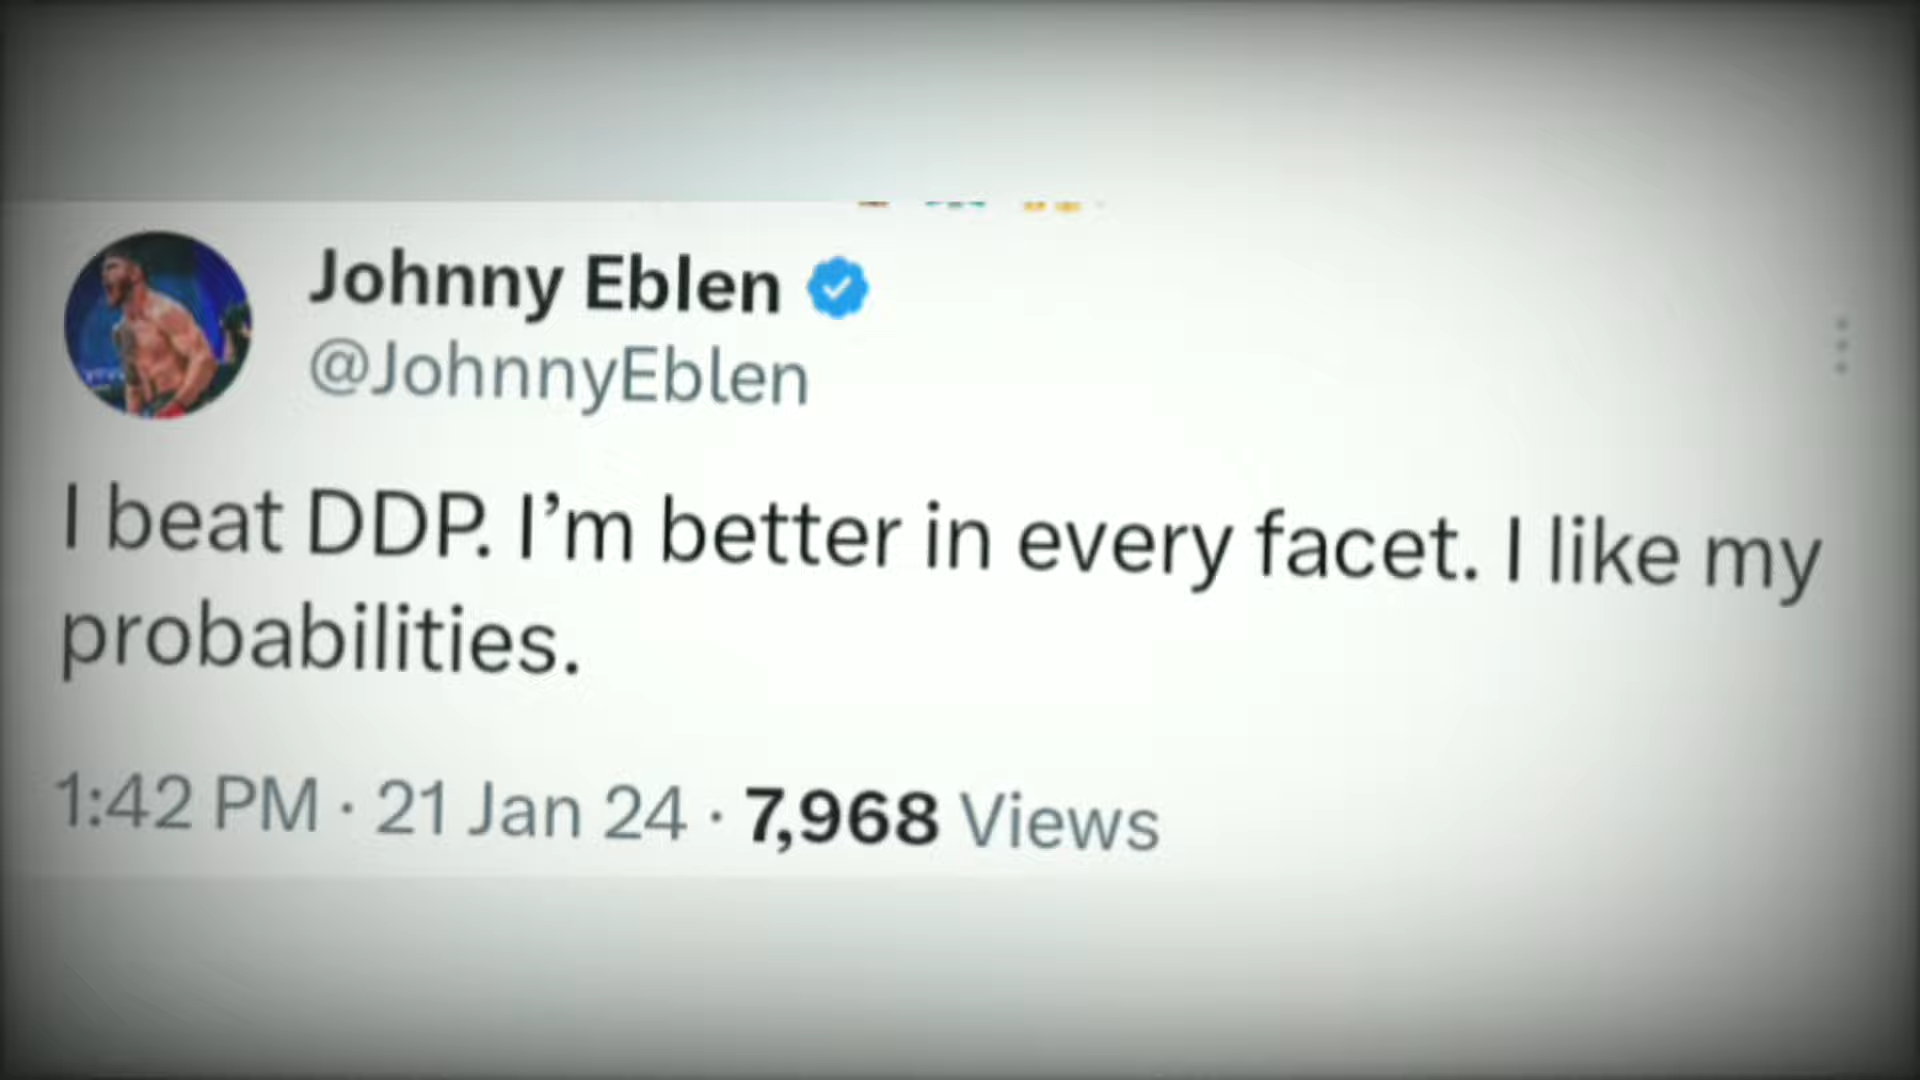 Johnny Eblen
@JohnnyEblen
I beat DDP. I’m better in every facet. I like my
probabilities.
1:42 PM · 21 Jan 24 · 7,968 Views